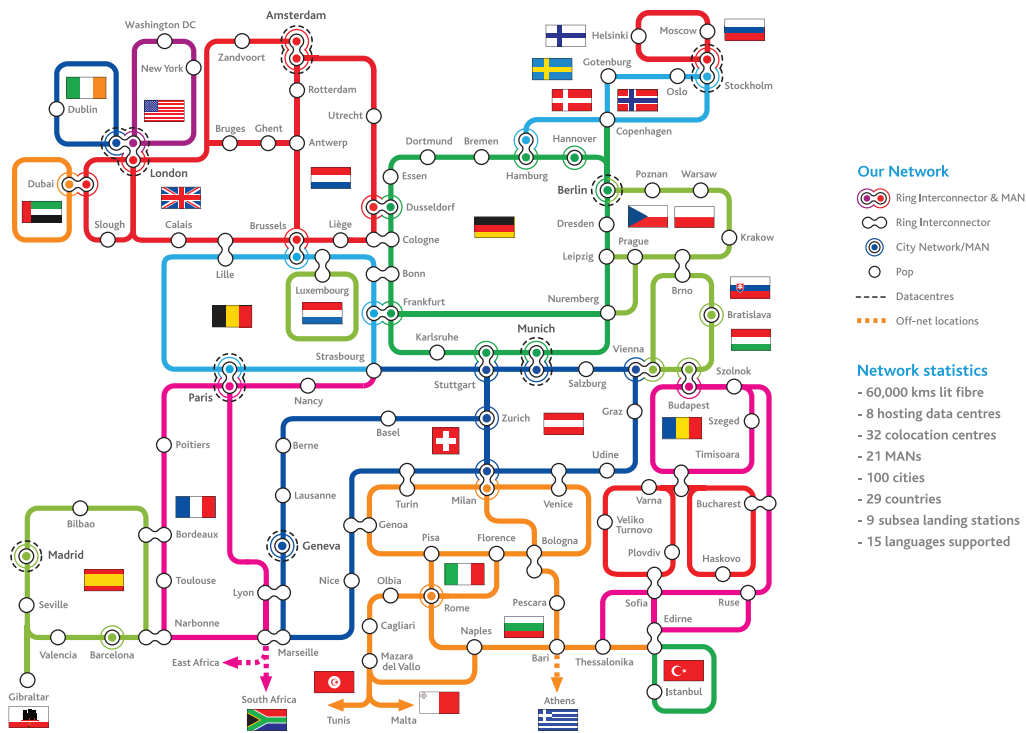 Amsterdam
Washington DC
Zandvoort
New York
Helsinki
Moscow
Gotenburg
Oslo
Stockholm
Dublin
Rotterdam
Utrecht
Bruges
Ghent
Antwerp
Copenhagen
Dortmund
Bremen
Hannover
Hamburg
London
Essen
Berlin
Poznan
Warsaw
Dubai
Dusseldorf
Slough
Calais
Brussels
Liège
Cologne
Dresden
Krakow
Lille
Leipzig
Prague
Bonn
Luxembourg
Brno
Frankfurt
Nuremberg
Bratislava
Karlsruhe
Munich
Vienna
Strasbourg
Stuttgart
Salzburg
Szolnok
Paris
Nancy
Budapest
Zurich
Graz
Szeged
Basel
Poitiers
Berne
Udine
Timisoara
Lausanne
Turin
Milan
Venice
Varna
Bucharest
Bilbao
Genoa
Veliko
Turnovo
Bordeaux
Madrid
Geneva
Pisa
Florence
Bologna
Plovdiv
Haskovo
Toulouse
Nice
Olbia
Lyon
Rome
Pescara
Sofia
Ruse
Seville
Narbonne
Cagliari
Naples
Edirne
Valencia
Barcelona
Marseille
Bari
Thessalonika
East Africa
Mazara
del Vallo
Gibraltar
South Africa
Tunis
Malta
Athens
Istanbul
Our Network
Ring Interconnector & MAN
Ring Interconnector
City Network/MAN
Pop
Datacentres
Off-net locations
Network statistics
- 60,000 kms lit fibre
- 8 hosting data centres
- 32 colocation centres
- 21 MANs
- 100 cities
- 29 countries
- 9 subsea landing stations
- 15 languages supported